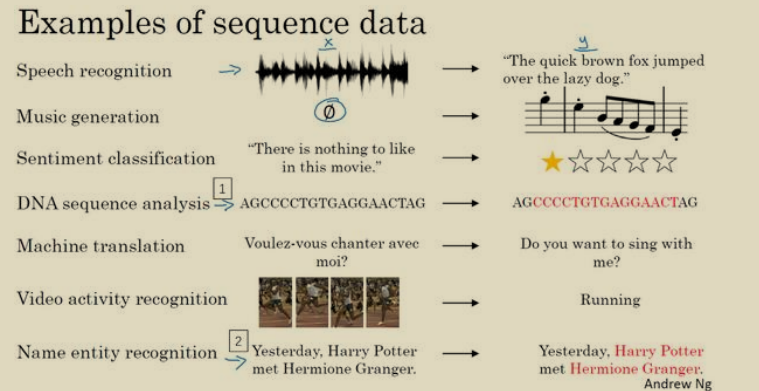 Examples of sequence data
x
y
Speech recognition
"The quick brown fox jumped
over the lazy dog."
Music generation
Ø
Sentiment classification
"There is nothing to like
in this movie."
1
DNA sequence analysis
AGCCCCTGTGAGGAACTAG
AGCCCCTGTGAGGAACTAG
Machine translation
Voulez-vous chanter avec
moi?
Do you want to sing with
me?
Video activity recognition
Running
2
Name entity recognition
Yesterday, Harry Potter
met Hermione Granger.
Yesterday, Harry Potter
met Hermione Granger.
Andrew Ng